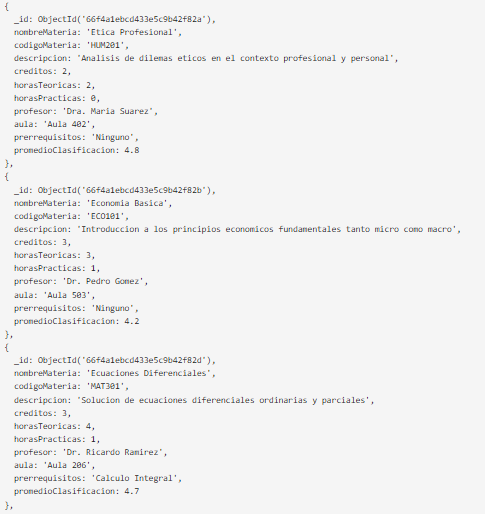 {
_id: ObjectId('66f4a1ebcd433e5c9b42f82a'),
nombreMateria: 'Etica Profesional',
codigoMateria: 'HUM201',
descripcion: 'Analisis de dilemas eticos en el contexto profesional y personal',
creditos: 2,
horasTeoricas: 2,
horasPracticas: 0,
profesor: 'Dra. Maria Suarez',
aula: 'Aula 402',
prerrequisitos: 'Ninguno',
promedioClasificacion: 4.8
},
{
_id: ObjectId('66f4a1ebcd433e5c9b42f82b'),
nombreMateria: 'Economia Basica',
codigoMateria: 'ECO101',
descripcion: 'Introduccion a los principios economicos fundamentales tanto micro como macro',
creditos: 3,
horasTeoricas: 3,
horasPracticas: 1,
profesor: 'Dr. Pedro Gomez',
aula: 'Aula 503',
prerrequisitos: 'Ninguno',
promedioClasificacion: 4.2
},
{
_id: ObjectId('66f4a1ebcd433e5c9b42f82d'),
nombreMateria: 'Ecuaciones Diferenciales',
codigoMateria: 'MAT301',
descripcion: 'Solucion de ecuaciones diferenciales ordinarias y parciales',
creditos: 3,
horasTeoricas: 4,
horasPracticas: 1,
profesor: 'Dr. Ricardo Ramirez',
aula: 'Aula 206',
prerrequisitos: 'Calculo Integral',
promedioClasificacion: 4.7
},